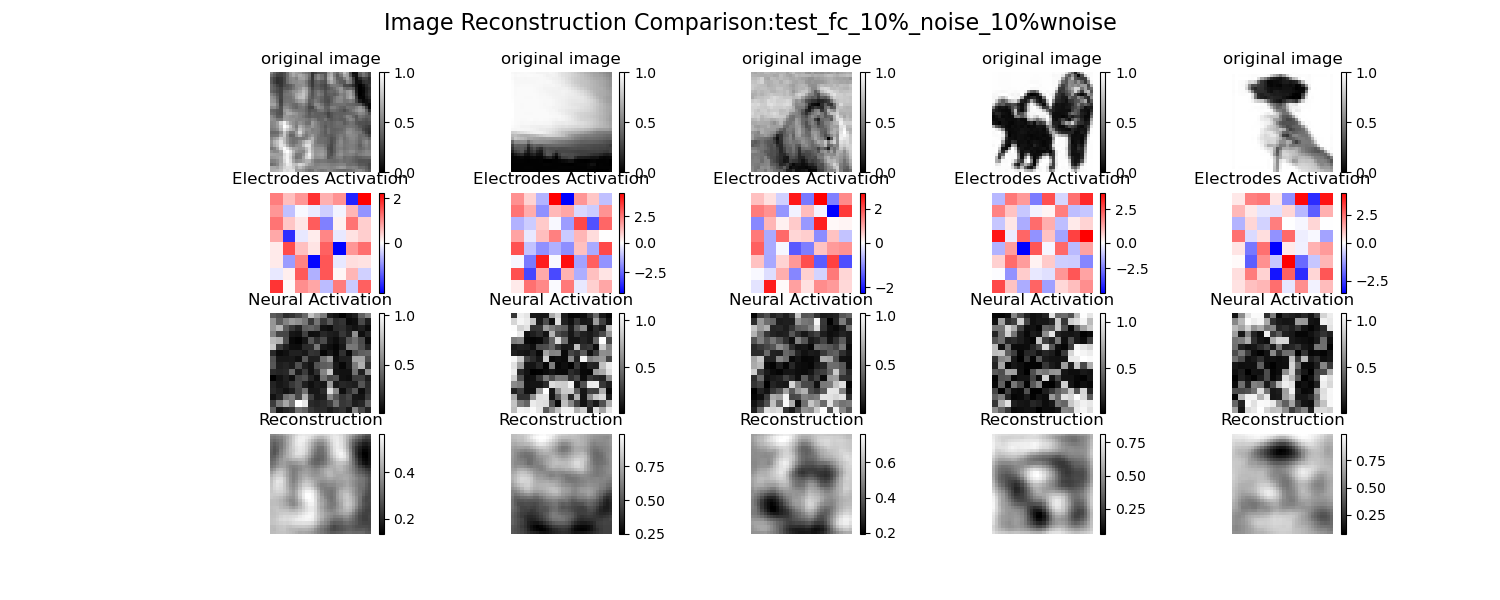 Image Reconstruction Comparison:test_fc_10%_noise_10%wnoise
original image original image original image original image original image
1.0 1.0 1.0 1.0 1.0
0.5 0.5 0.5 0.5 0.5
0.0 0.0 0.0 0.0 0.0
Electrodes Activation Electrodes Activation Electrodes Activation Electrodes Activation Electrodes Activation
2 2.5 2 2.5 2.5
0 0.0 0 0.0 0.0
−2.5 −2.5 −2 −2.5 −2.5
Neural Activation Neural Activation Neural Activation Neural Activation Neural Activation
1.0 1.0 1.0 1.0 1.0
0.5 0.5 0.5 0.5 0.5
Reconstruction Reconstruction Reconstruction Reconstruction Reconstruction
0.4 0.75 0.6 0.75 0.75
0.2 0.50 0.4 0.50 0.50
0.25 0.2 0.25 0.25